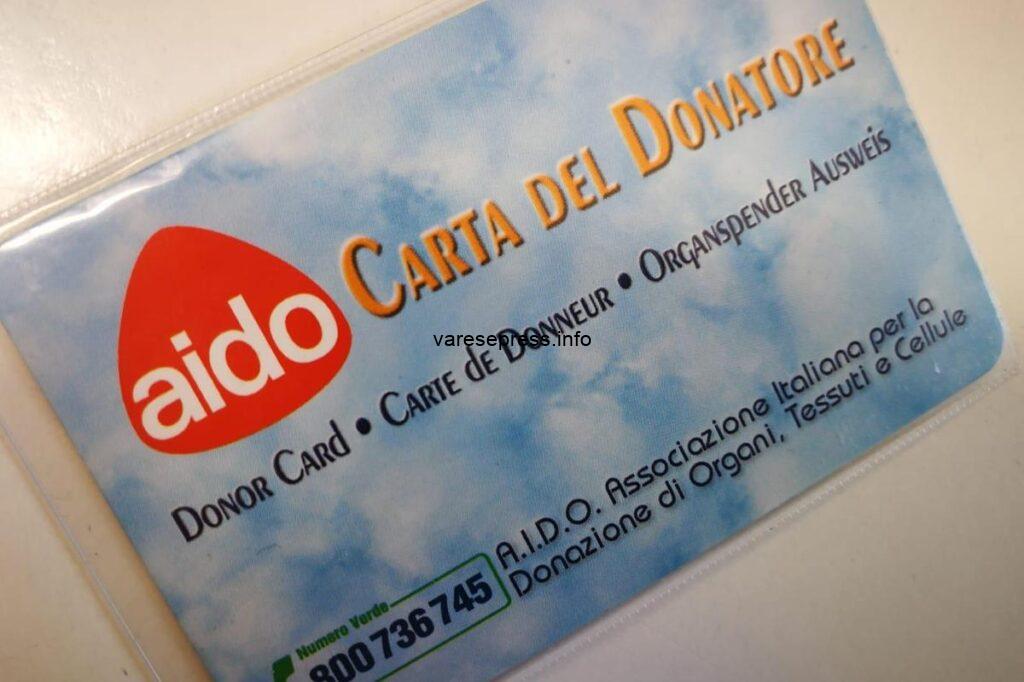 aido
CARTA DEL DONATORE
DONOR CARD • CARTE de DONNEUR • ORGANSPENDER AUSWEIS
varesepress.info
A.I.D.O. Associazione Italiana per la
Donazione di Organi, Tessuti e Cellule
Numero Verde
800 736 745